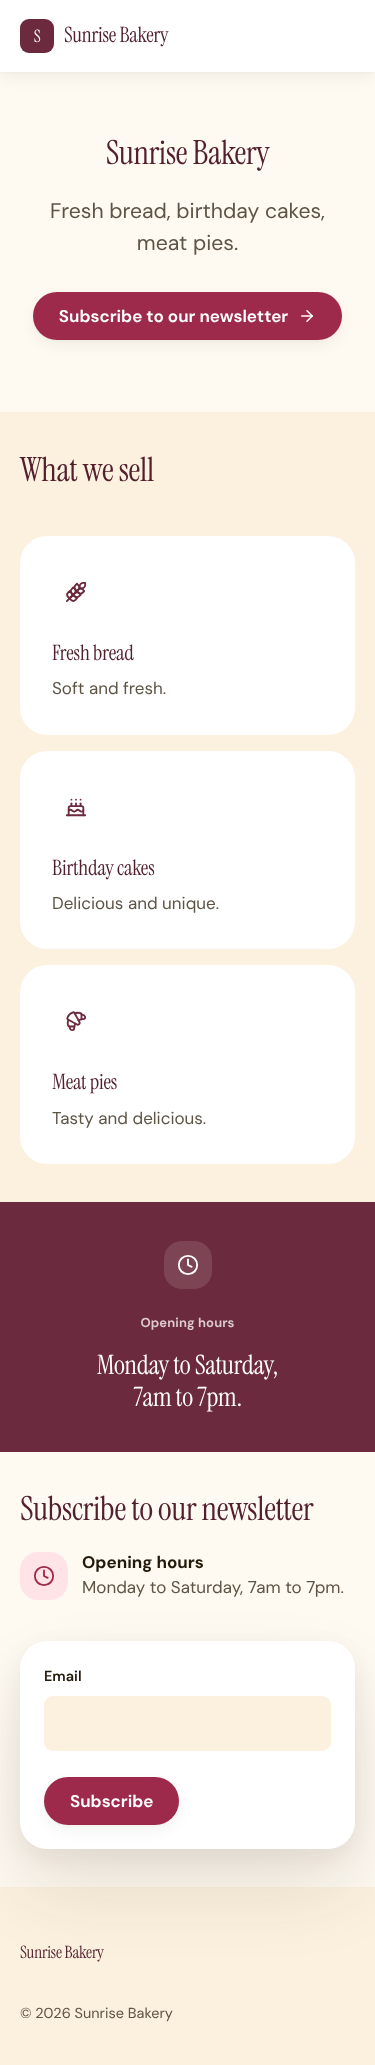 S
Sunrise Bakery
Sunrise Bakery
Fresh bread, birthday cakes,
meat pies.
Subscribe to our newsletter
What we sell
Fresh bread
Soft and fresh.
Birthday cakes
Delicious and unique.
Meat pies
Tasty and delicious.
Opening hours
Monday to Saturday,
7am to 7pm.
Subscribe to our newsletter
Opening hours
Monday to Saturday, 7am to 7pm.
Email
Subscribe
Sunrise Bakery
© 2026 Sunrise Bakery